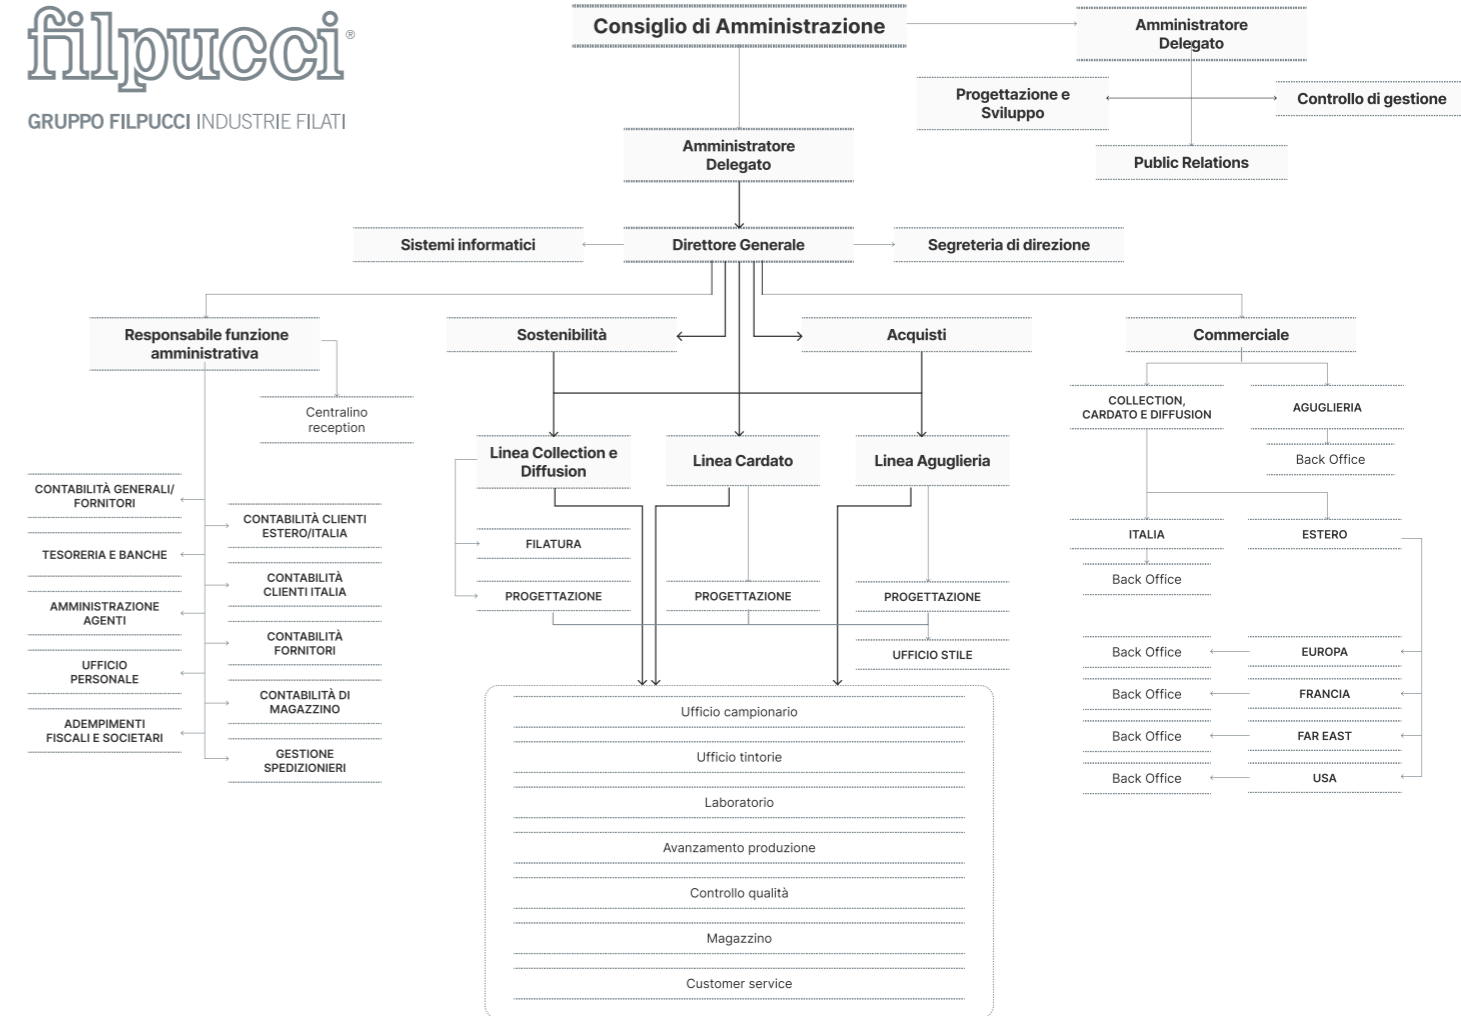 filpucci®
GRUPPO FILPUCCI INDUSTRIE FILATI
Consiglio di Amministrazione
Amministratore
Delegato
Progettazione e
Sviluppo
Controllo di gestione
Public Relations
Amministratore
Delegato
Sistemi informatici
Direttore Generale
Segreteria di direzione
Responsabile funzione
amministrativa
Sostenibilità
Acquisti
Commerciale
Centralino
reception
COLLECTION,
CARDATO E DIFFUSION
AGUGLIERIA
Back Office
Linea Collection e
Diffusion
Linea Cardato
Linea Aguglieria
CONTABILITÀ GENERALI/
FORNITORI
CONTABILITÀ CLIENTI
ESTERO/ITALIA
TESORERIA E BANCHE
CONTABILITÀ
CLIENTI ITALIA
AMMINISTRAZIONE
AGENTI
CONTABILITÀ
FORNITORI
UFFICIO
PERSONALE
CONTABILITÀ DI
MAGAZZINO
ADEMPIMENTI
FISCALI E SOCIETARI
GESTIONE
SPEDIZIONIERI
FILATURA
PROGETTAZIONE
PROGETTAZIONE
PROGETTAZIONE
UFFICIO STILE
ITALIA
ESTERO
Back Office
Back Office
EUROPA
Back Office
FRANCIA
Back Office
FAR EAST
Back Office
USA
Ufficio campionario
Ufficio tintorie
Laboratorio
Avanzamento produzione
Controllo qualità
Magazzino
Customer service